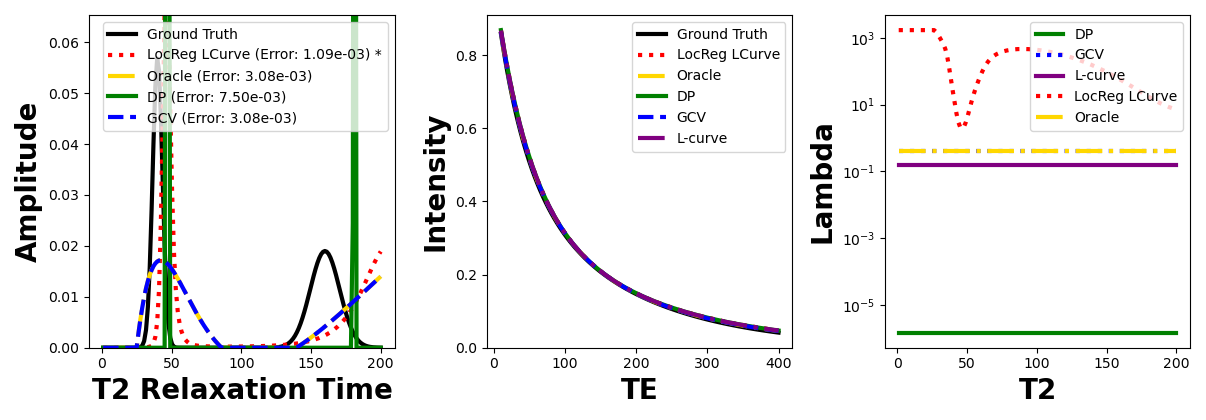 Amplitude
0.06
0.05
0.04
0.03
0.02
0.01
0.00
Ground Truth
LocReg LCurve (Error: 1.09e-03) *
Oracle (Error: 3.08e-03)
DP (Error: 7.50e-03)
GCV (Error: 3.08e-03)
0 50 100 150 200
T2 Relaxation Time
Intensity
0.8
0.6
0.4
0.2
0.0
Ground Truth
LocReg LCurve
Oracle
DP
GCV
L-curve
0 100 200 300 400
TE
Lambda
10³
10¹
10⁻¹
10⁻³
10⁻⁵
DP
GCV
L-curve
LocReg LCurve
Oracle
0 50 100 150 200
T2